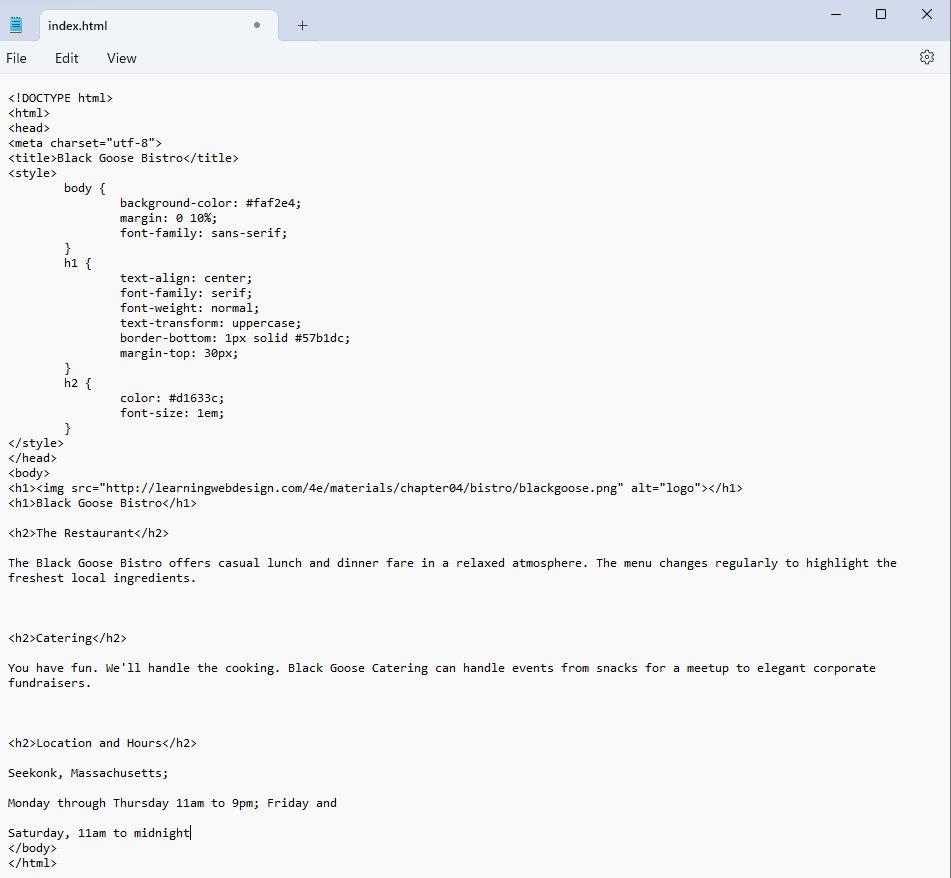 index.html
File Edit View
<!DOCTYPE html>
<html>
<head>
<meta charset="utf-8">
<title>Black Goose Bistro</title>
<style>
body {
background-color: #faf2e4;
margin: 0 10%;
font-family: sans-serif;
}
h1 {
text-align: center;
font-family: serif;
font-weight: normal;
text-transform: uppercase;
border-bottom: 1px solid #57b1dc;
margin-top: 30px;
}
h2 {
color: #d1633c;
font-size: 1em;
}
</style>
</head>
<body>
<h1><img src="http://learningwebdesign.com/4e/materials/chapter04/bistro/blackgoose.png" alt="logo"></h1>
<h1>Black Goose Bistro</h1>
<h2>The Restaurant</h2>
The Black Goose Bistro offers casual lunch and dinner fare in a relaxed atmosphere. The menu changes regularly to highlight the
freshest local ingredients.
<h2>Catering</h2>
You have fun. We'll handle the cooking. Black Goose Catering can handle events from snacks for a meetup to elegant corporate
fundraisers.
<h2>Location and Hours</h2>
Seekonk, Massachusetts;
Monday through Thursday 11am to 9pm; Friday and
Saturday, 11am to midnight
</body>
</html>